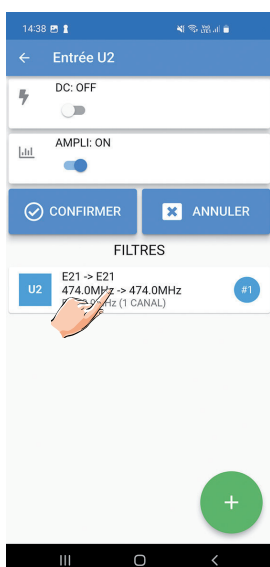 14:38
Entrée U2
DC: OFF
AMPLI: ON
CONFIRMER
ANNULER
FILTRES
E21 -> E21
U2
474.0MHz -> 474.0MHz
#1
Hz (1 CANAL)
+